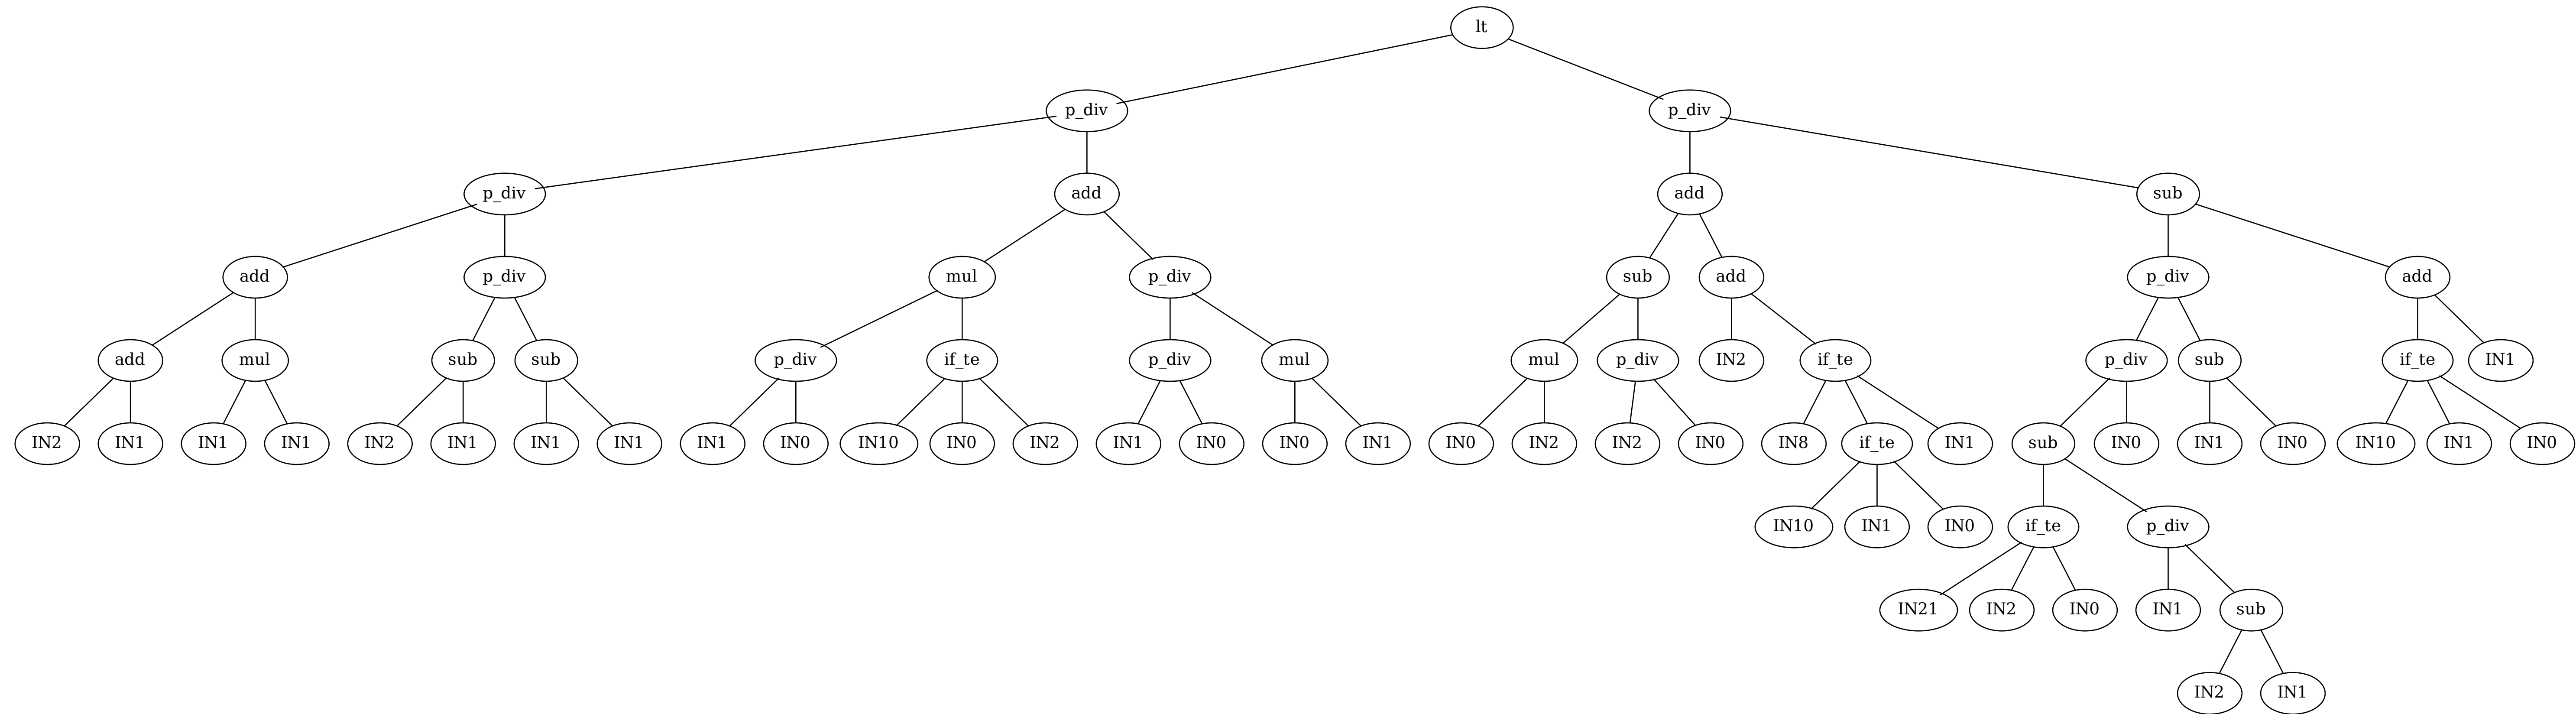 lt
p_div p_div
p_div add add sub
add p_div mul p_div sub add p_div add
add mul sub sub p_div if_te p_div mul mul p_div IN2 if_te p_div sub if_te IN1
IN2 IN1 IN1 IN1 IN2 IN1 IN1 IN1 IN1 IN0 IN10 IN0 IN2 IN1 IN0 IN0 IN1 IN0 IN2 IN2 IN0 IN8 if_te IN1 sub IN0 IN1 IN0 IN10 IN1 IN0
IN10 IN1 IN0 if_te p_div
IN21 IN2 IN0 IN1 sub
IN2 IN1